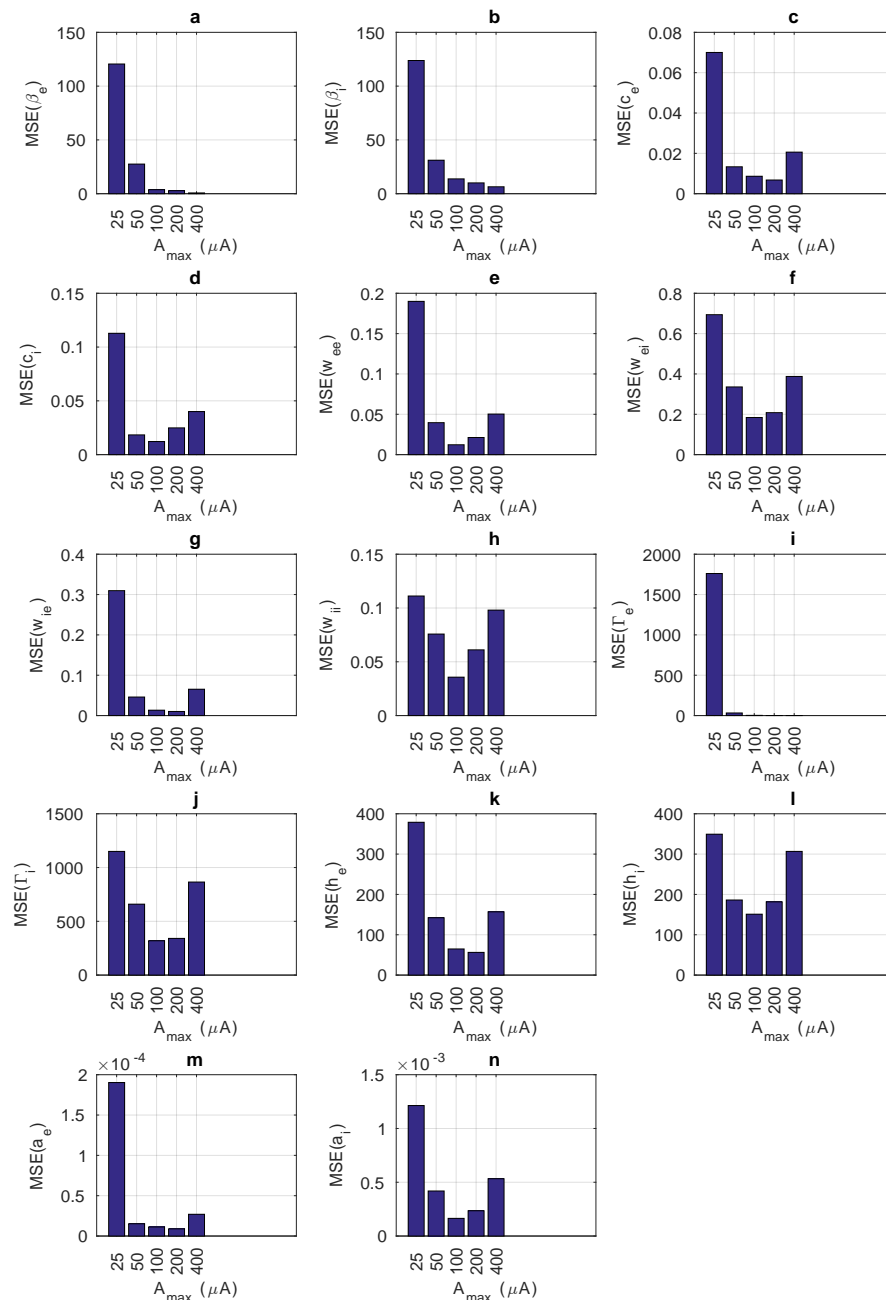 a
150
100
50
0
MSE(β_e)
25 50 100 200 400
A_max (μA)
b
150
100
50
0
MSE(β_i)
25 50 100 200 400
A_max (μA)
c
0.08
0.06
0.04
0.02
0
MSE(c_e)
25 50 100 200 400
A_max (μA)
d
0.15
0.1
0.05
0
MSE(c_i)
25 50 100 200 400
A_max (μA)
e
0.2
0.15
0.1
0.05
0
MSE(w_ee)
25 50 100 200 400
A_max (μA)
f
0.8
0.6
0.4
0.2
0
MSE(w_ei)
25 50 100 200 400
A_max (μA)
g
0.4
0.3
0.2
0.1
0
MSE(w_ie)
25 50 100 200 400
A_max (μA)
h
0.15
0.1
0.05
0
MSE(w_ii)
25 50 100 200 400
A_max (μA)
i
2000
1500
1000
500
0
MSE(Γ_e)
25 50 100 200 400
A_max (μA)
j
1500
1000
500
0
MSE(Γ_i)
25 50 100 200 400
A_max (μA)
k
400
300
200
100
0
MSE(h_e)
25 50 100 200 400
A_max (μA)
l
400
300
200
100
0
MSE(h_i)
25 50 100 200 400
A_max (μA)
m
×10^-4
2
1.5
1
0.5
0
MSE(a_e)
25 50 100 200 400
A_max (μA)
n
×10^-3
1.5
1
0.5
0
MSE(a_i)
25 50 100 200 400
A_max (μA)